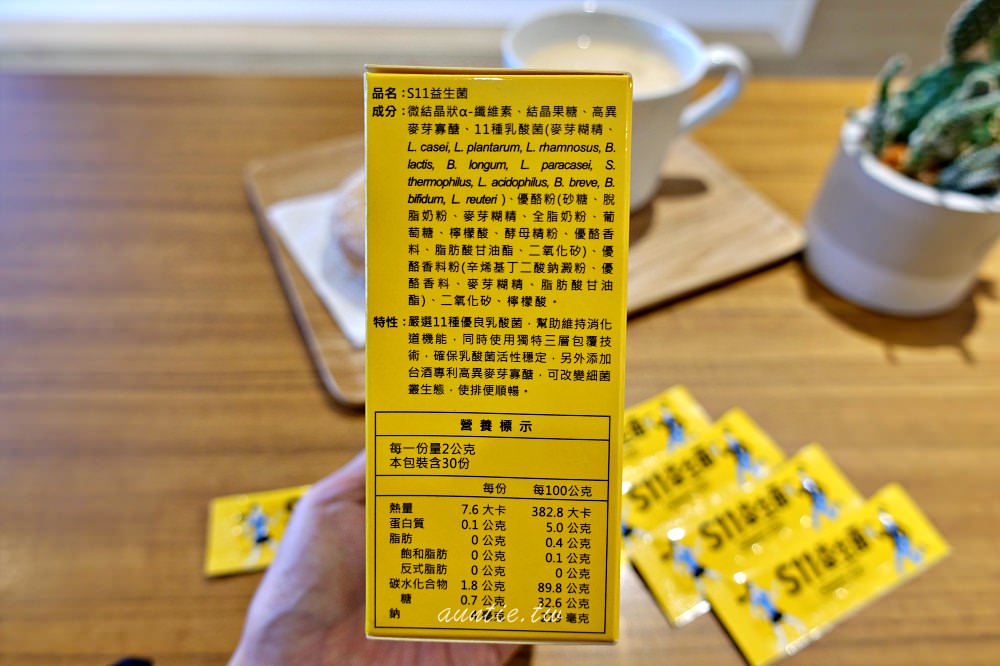 品名：S11益生菌
成分：微結晶狀α-纖維素、結晶果糖、高異
麥芽寡醣、11種乳酸菌(麥芽糊精、
L. casei, L. plantarum, L. rhamnosus, B.
lactis, B. longum, L. paracasei, S.
thermophilus, L. acidophilus, B. breve, B.
bifidum, L. reuteri )、優酪粉(砂糖、脫
脂奶粉、麥芽糊精、全脂奶粉、葡
萄糖、檸檬酸、酵母精粉、優酪香
料、脂肪酸甘油酯、二氧化矽)、優
酪香料粉(辛烯基丁二酸鈉澱粉、優
酪香料、麥芽糊精、脂肪酸甘油
酯)、二氧化矽、檸檬酸。
特性：嚴選11種優良乳酸菌，幫助維持消化
道機能，同時使用獨特三層包覆技
術，確保乳酸菌活性穩定，另外添加
台酒專利高異麥芽寡醣，可改變細菌
叢生態，使排便順暢。
營養標示
每一份量2公克
本包裝含30份
每份 每100公克
熱量 7.6 大卡 382.8 大卡
蛋白質 0.1 公克 5.0 公克
脂肪 0 公克 0.4 公克
飽和脂肪 0 公克 0.1 公克
反式脂肪 0 公克 0 公克
碳水化合物 1.8 公克 89.8 公克
糖 0.7 公克 32.6 公克
鈉 毫克
auntie.tw
S11益生菌
S11益生菌
S11益生菌